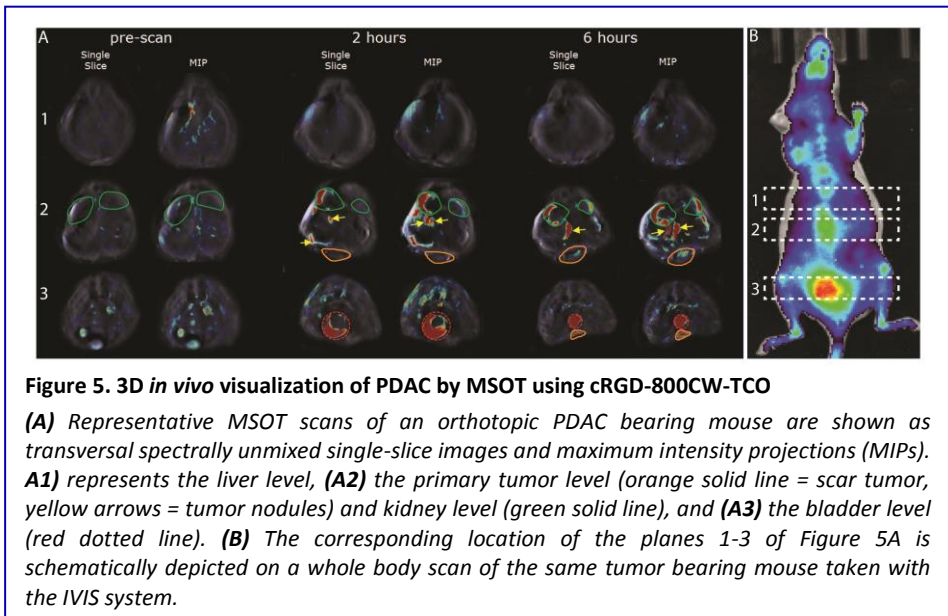 A pre-scan 2 hours 6 hours B
Single Slice MIP Single Slice MIP Single Slice MIP
1
2
3
1
2
3
Figure 5. 3D in vivo visualization of PDAC by MSOT using cRGD-800CW-TCO
(A) Representative MSOT scans of an orthotopic PDAC bearing mouse are shown as
transversal spectrally unmixed single-slice images and maximum intensity projections (MIPs).
A1) represents the liver level, (A2) the primary tumor level (orange solid line = scar tumor,
yellow arrows = tumor nodules) and kidney level (green solid line), and (A3) the bladder level
(red dotted line). (B) The corresponding location of the planes 1-3 of Figure 5A is
schematically depicted on a whole body scan of the same tumor bearing mouse taken with
the IVIS system.